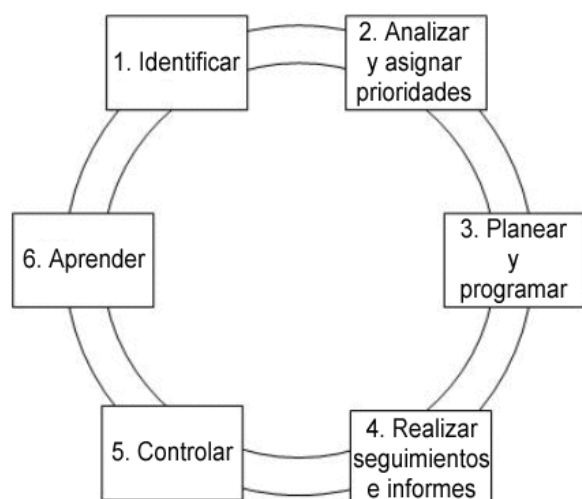 1. Identificar
2. Analizar
y asignar
prioridades
3. Planear
y
programar
4. Realizar
seguimientos
e informes
5. Controlar
6. Aprender